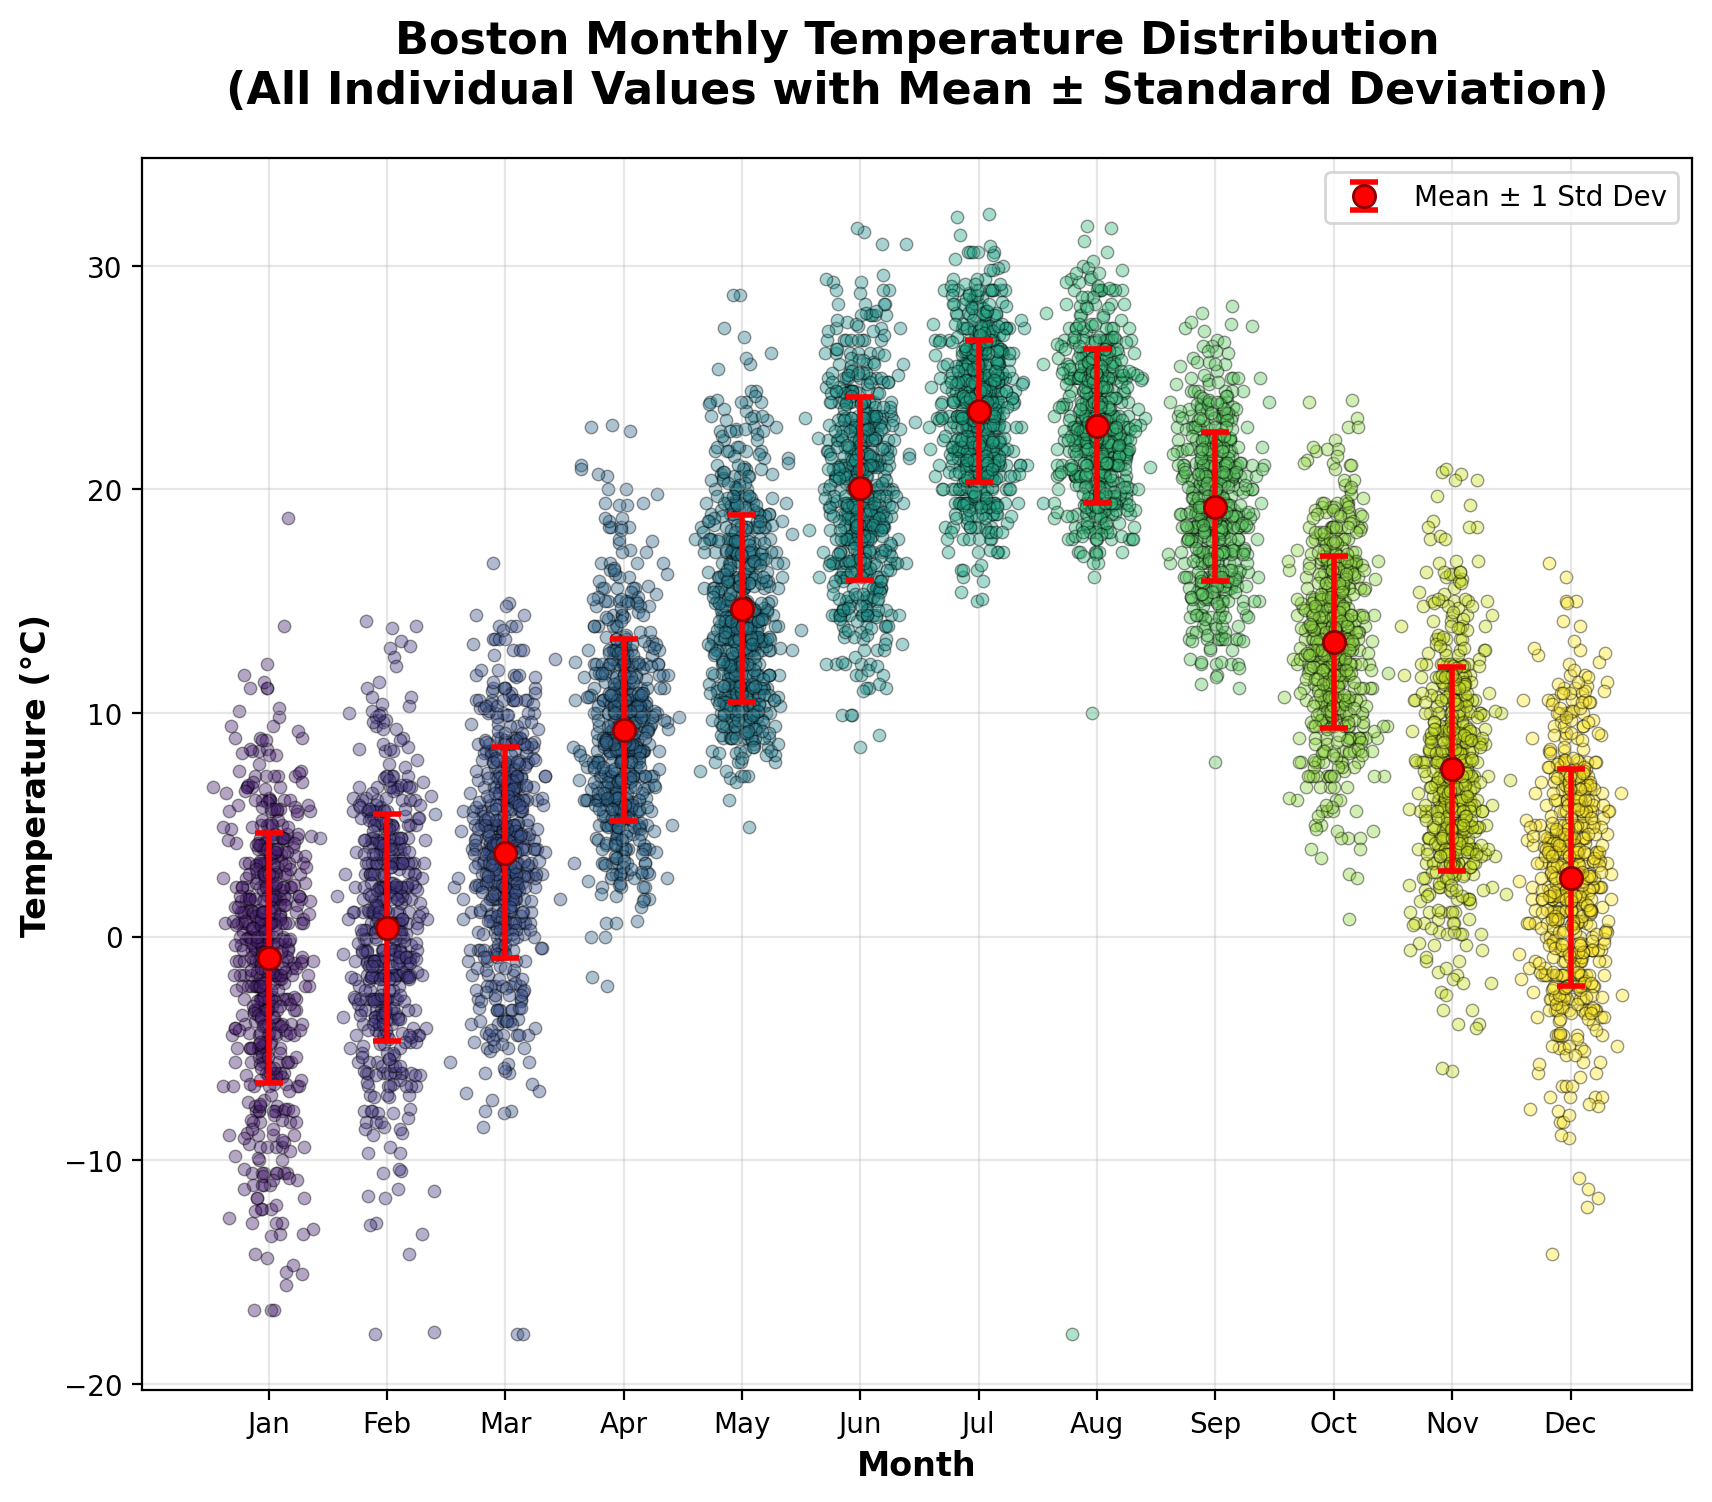 Boston Monthly Temperature Distribution
(All Individual Values with Mean ± Standard Deviation)
Mean ± 1 Std Dev
30
20
10
0
−10
−20
Temperature (°C)
Jan Feb Mar Apr May Jun Jul Aug Sep Oct Nov Dec
Month